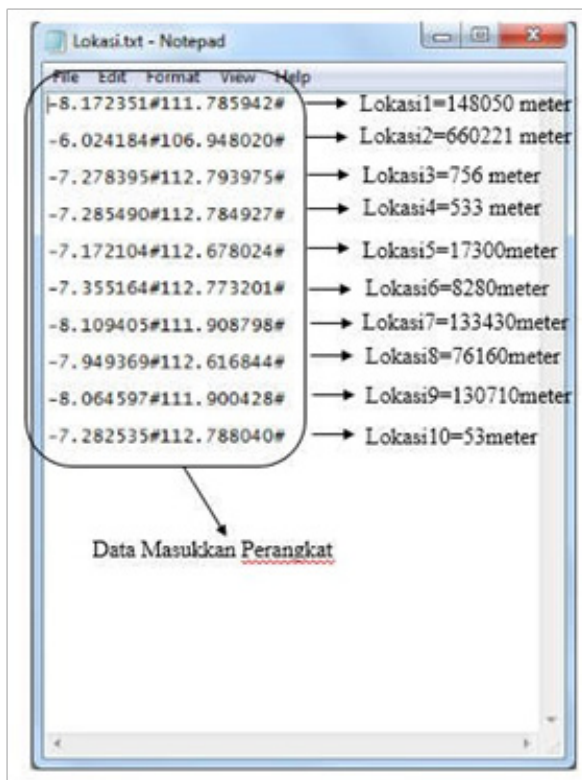 Lokasi.txt - Notepad
File Edit Format View Help
-8.172351#111.785942# Lokasi1=148050 meter
-6.024184#106.948020# Lokasi2=660221 meter
-7.278395#112.793975# Lokasi3=756 meter
-7.285490#112.784927# Lokasi4=533 meter
-7.172104#112.678024# Lokasi5=17300meter
-7.355164#112.773201# Lokasi6=8280meter
-8.109405#111.908798# Lokasi7=133430meter
-7.949369#112.616844# Lokasi8=76160meter
-8.064597#111.900428# Lokasi9=130710meter
-7.282535#112.788040# Lokasi10=53meter
Data Masukkan Perangkat